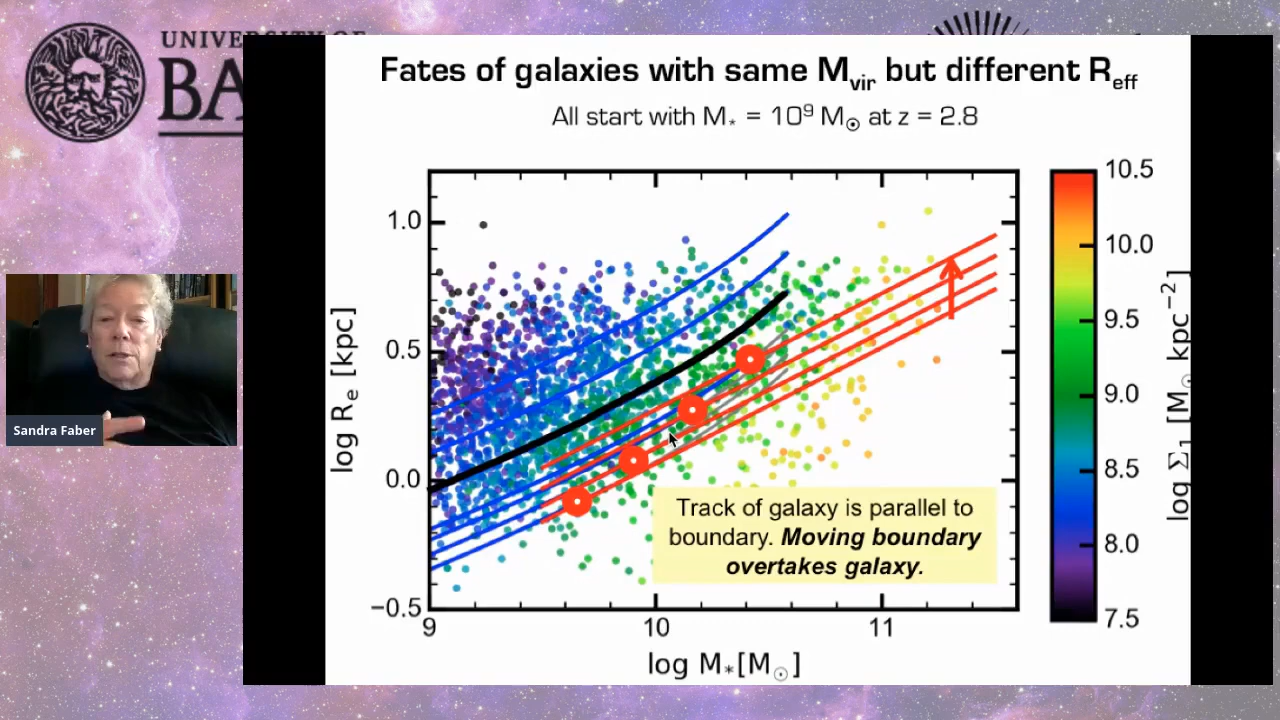 UNIVERSITY OF
BA
Fates of galaxies with same Mvir but different Reff
All start with M* = 10⁹ M⊙ at z = 2.8
10.5
10.0
9.5
9.0
8.5
8.0
7.5
log Σ1 [M⊙ kpc−2]
1.0
0.5
0.0
−0.5
log Re [kpc]
9
10
11
log M*[M⊙]
Track of galaxy is parallel to
boundary. Moving boundary
overtakes galaxy.
Sandra Faber